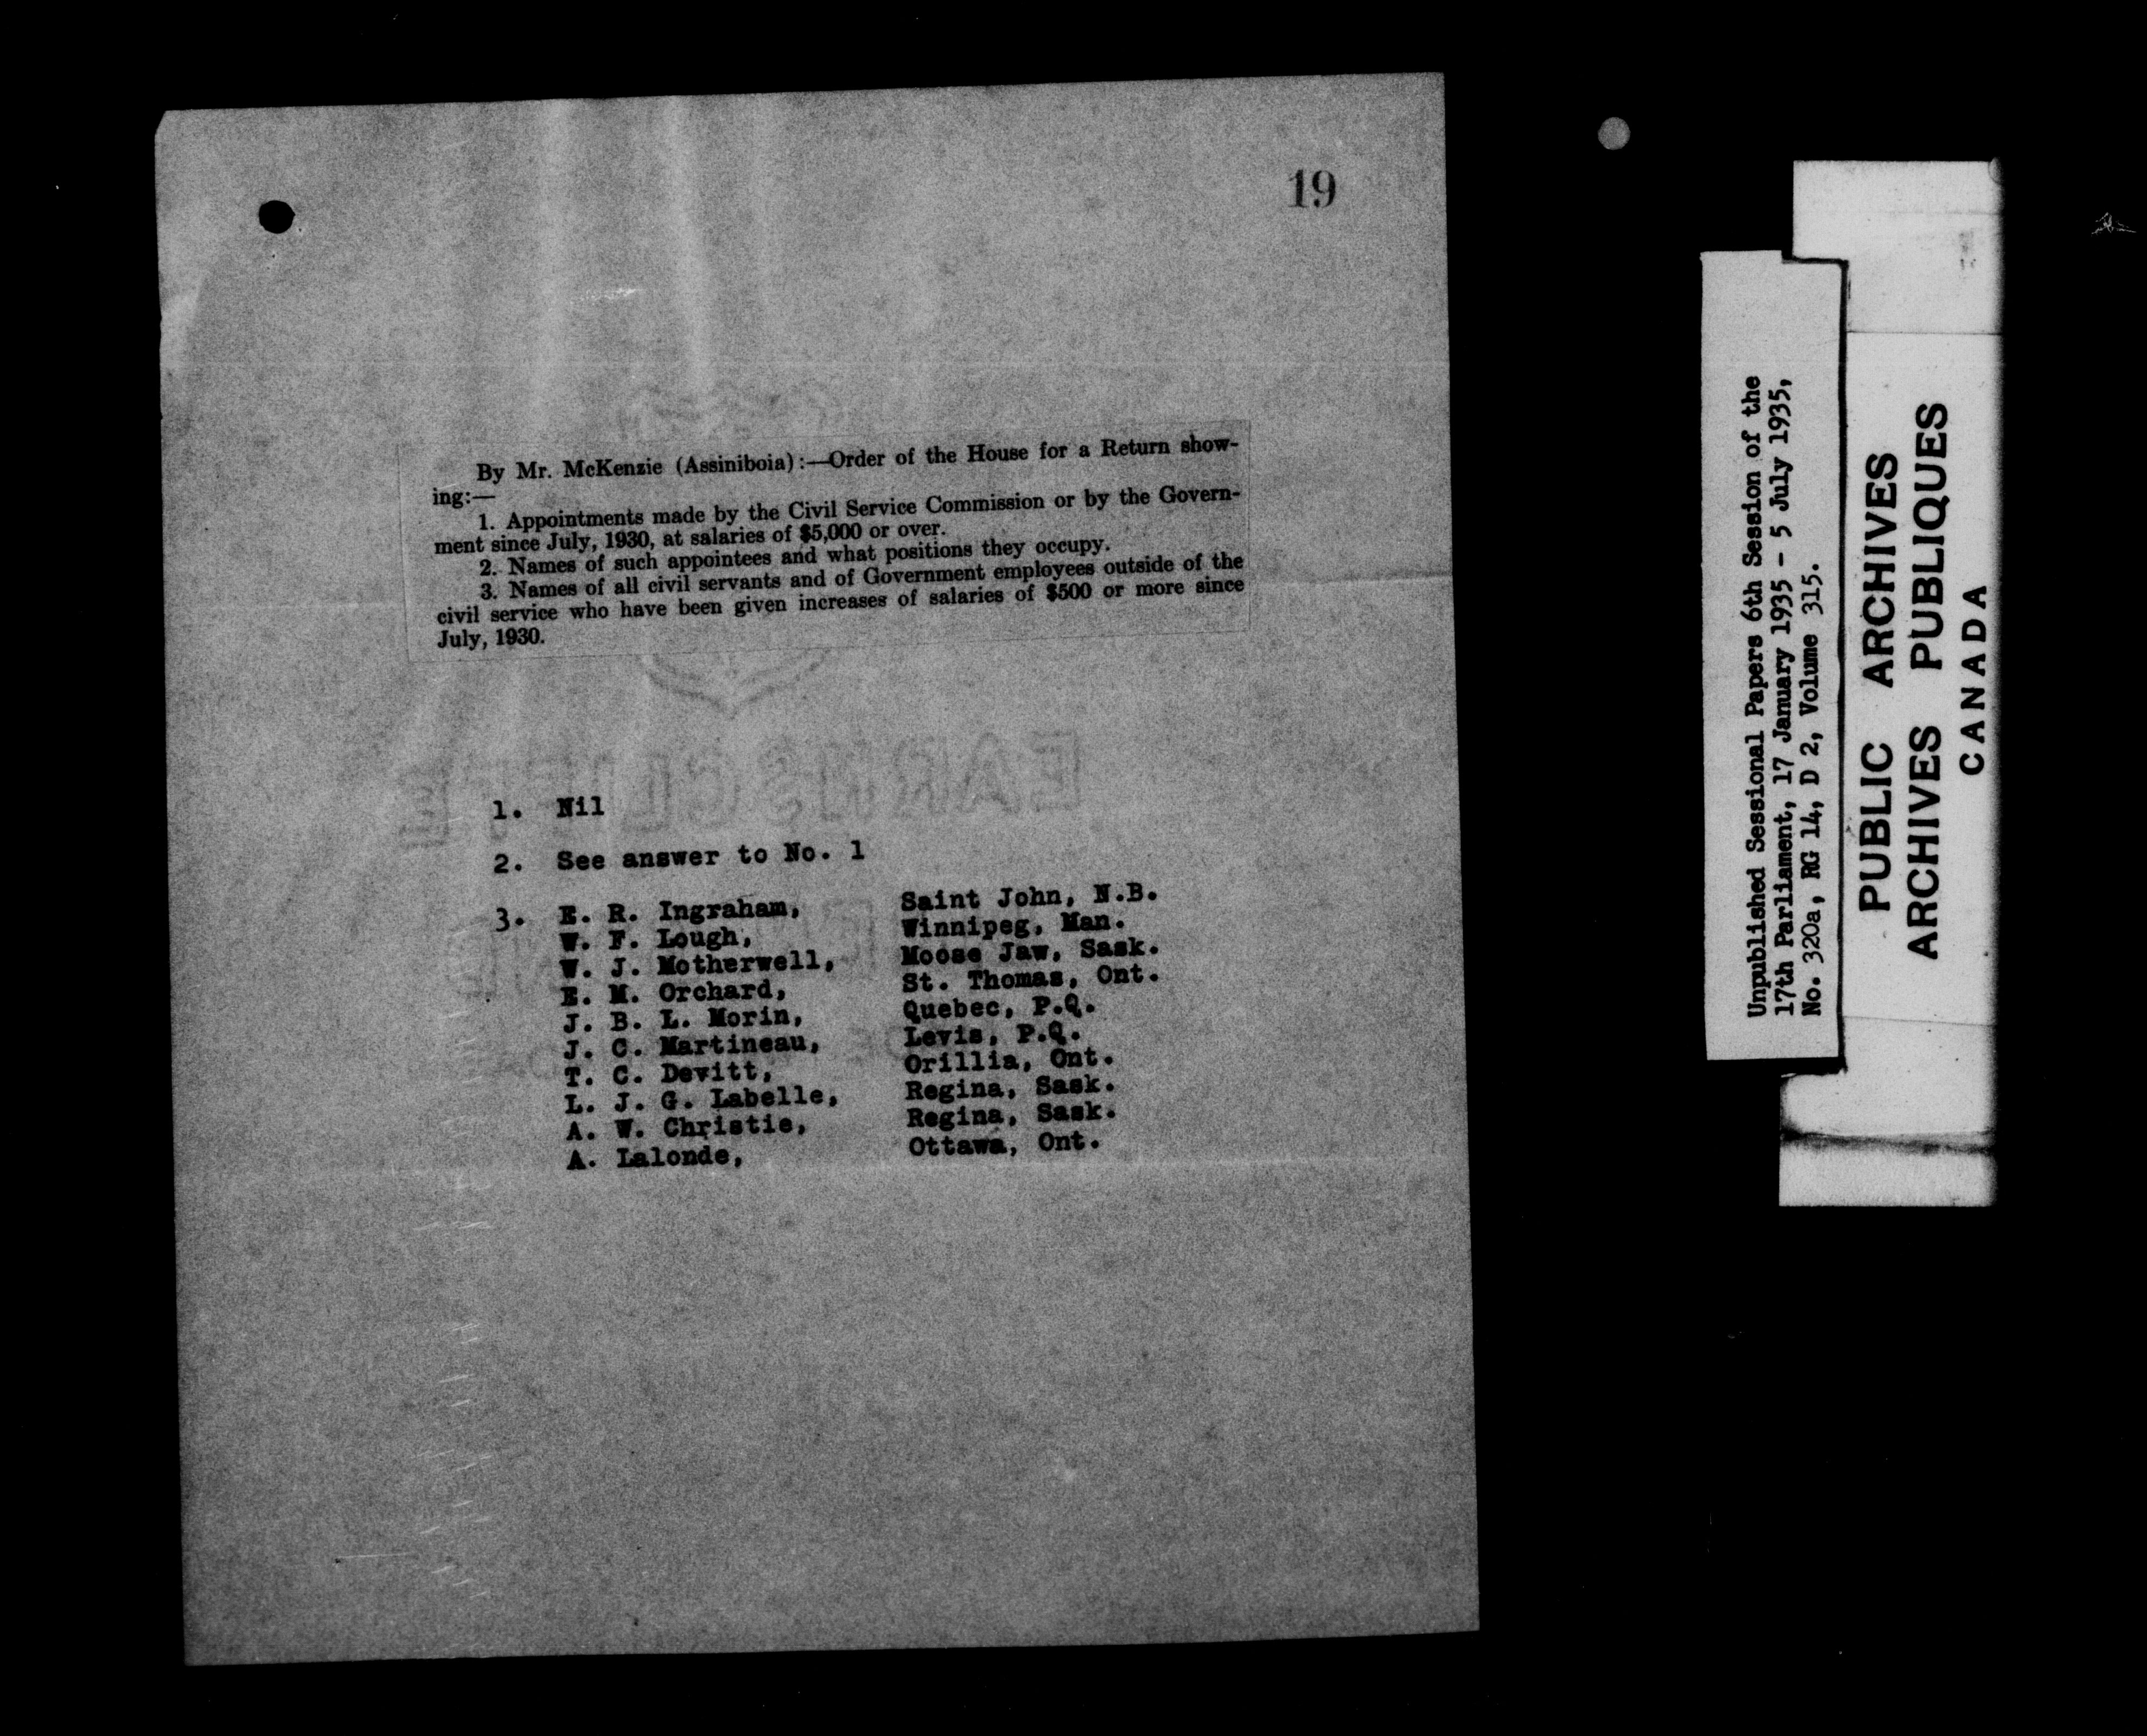 19
By Mr. McKenzie (Assiniboia):—Order of the House for a Return show-
ing:—
1. Appointments made by the Civil Service Commission or by the Govern-
ment since July, 1930, at salaries of $5,000 or over.
2. Names of such appointees and what positions they occupy.
3. Names of all civil servants and of Government employees outside of the
civil service who have been given increases of salaries of $500 or more since
July, 1930.
1. Nil
2. See answer to No. 1
3. E. R. Ingraham, Saint John, N.B.
W. F. Lough, Winnipeg, Man.
W. J. Motherwell, Moose Jaw, Sask.
E. M. Orchard, St. Thomas, Ont.
J. B. L. Morin, Quebec, P.Q.
J. C. Martineau, Levis, P.Q.
T. C. Devitt, Orillia, Ont.
L. J. G. Labelle, Regina, Sask.
A. W. Christie, Regina, Sask.
A. Lalonde, Ottawa, Ont.
Unpublished Sessional Papers 6th Session of the
17th Parliament, 17 January 1935 - 5 July 1935,
No. 320a, RG 14, D 2, Volume 315.
PUBLIC ARCHIVES
ARCHIVES PUBLIQUES
CANADA